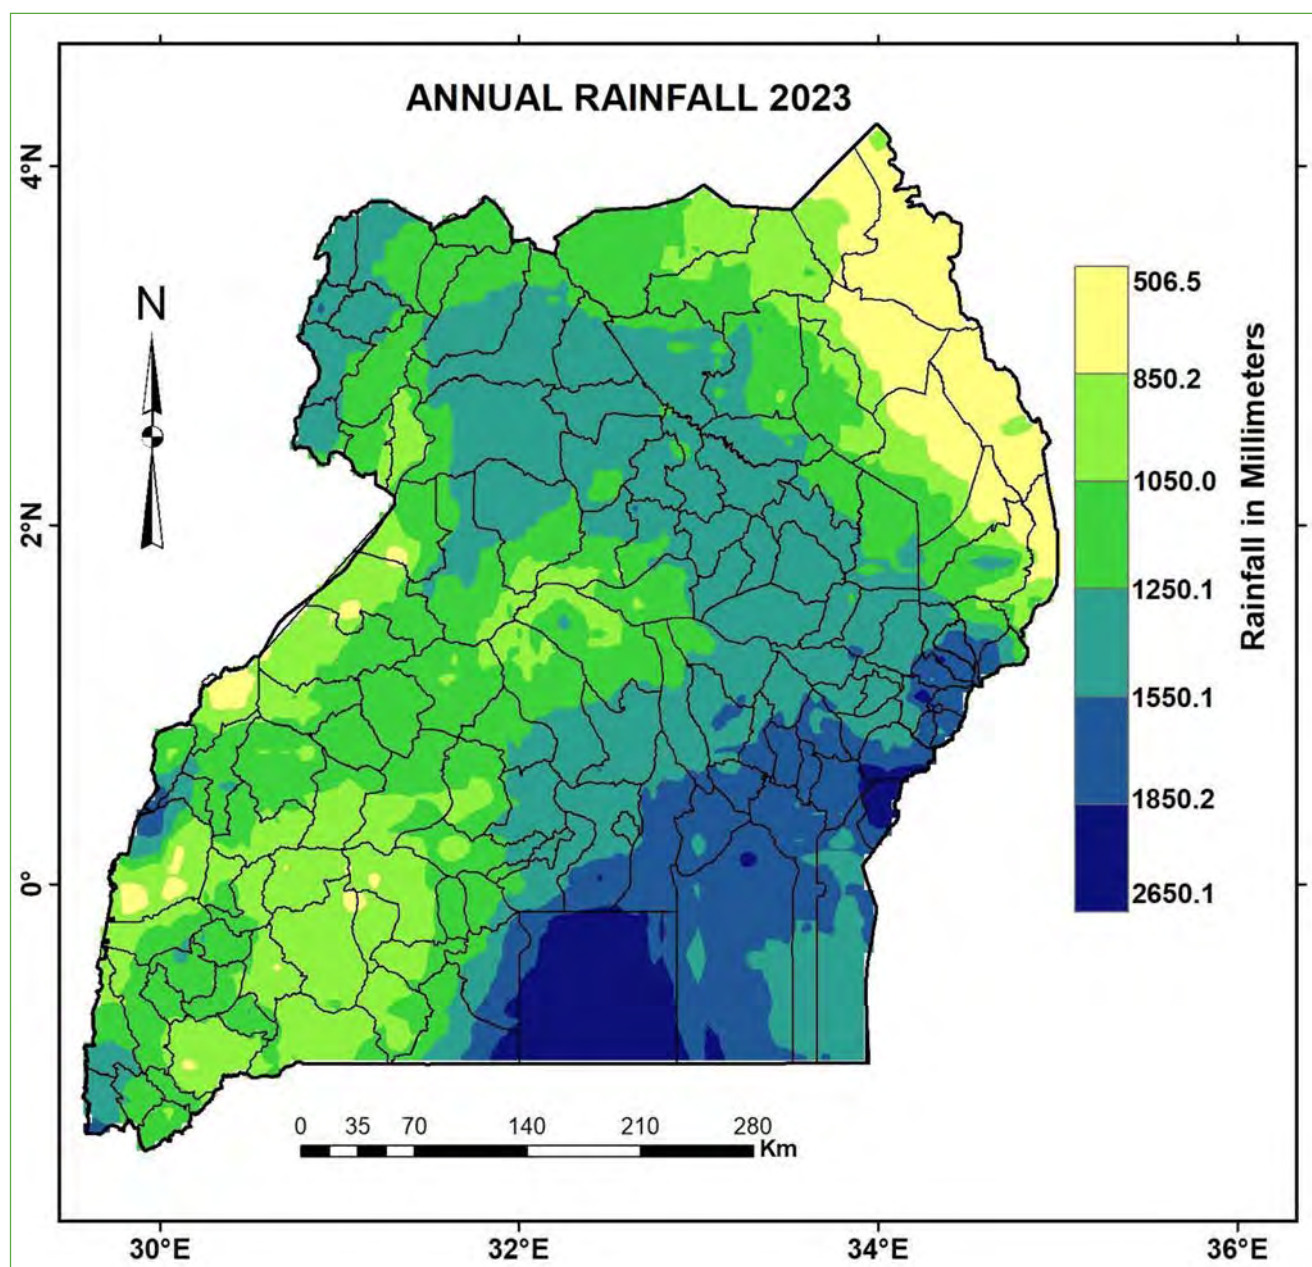 ANNUAL RAINFALL 2023
4°N
2°N
0°
N
506.5
850.2
1050.0
1250.1
1550.1
1850.2
2650.1
Rainfall in Millimeters
0 35 70 140 210 280
Km
30°E 32°E 34°E 36°E